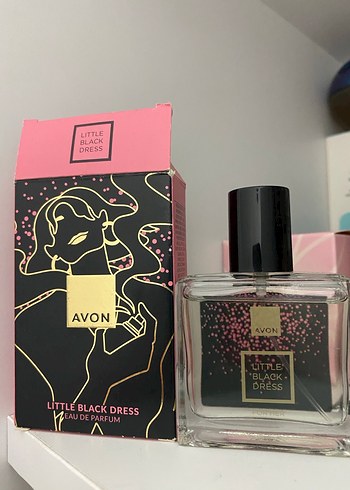 LITTLE
BLACK
DRESS
AVON
LITTLE BLACK DRESS
EAU DE PARFUM
AVON
LITTLE
BLACK
DRESS